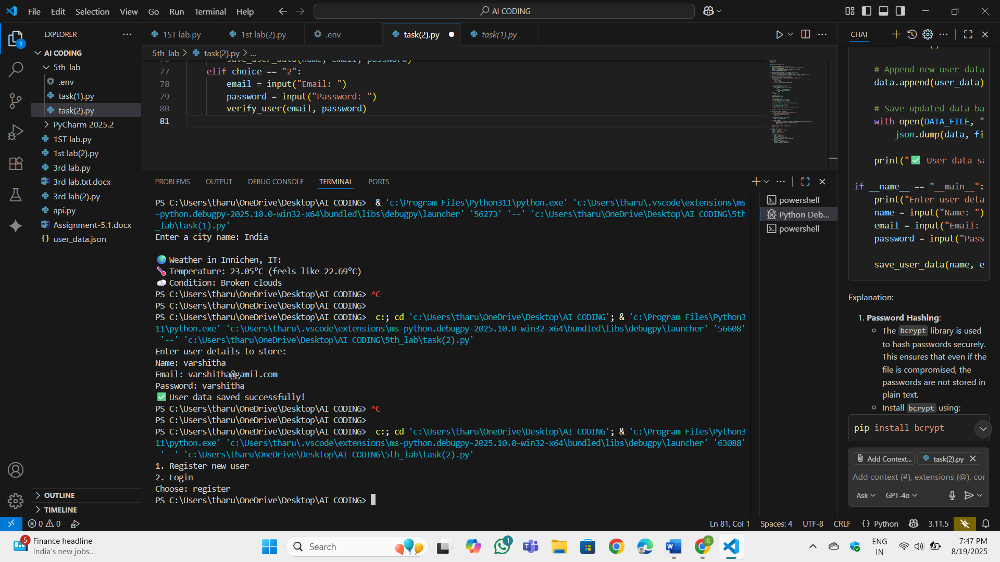 File Edit Selection View Go Run Terminal Help
AI CODING
EXPLORER
AI CODING
5th_lab
.env
task(1).py
task(2).py
PyCharm 2025.2
1ST lab.py
1st lab(2).py
3rd lab.py
3rd lab.txt.docx
3rd lab(2).py
api.py
Assignment-5.1.docx
user_data.json
OUTLINE
TIMELINE
1ST lab.py
1st lab(2).py
.env
task(2).py
task(1).py
5th_lab > task(2).py > ...
76 save_user_data(name, email, password)
77 elif choice == "2":
78 email = input("Email: ")
79 password = input("Password: ")
80 verify_user(email, password)
81
PROBLEMS OUTPUT DEBUG CONSOLE TERMINAL PORTS
PS C:\Users\tharu\OneDrive\Desktop\AI CODING> & 'c:\Program Files\Python311\python.exe' 'c:\Users\tharu\.vscode\extensions\ms
-python.debugpy-2025.10.0-win32-x64\bundled\libs\debugpy\launcher' '56273' '--' 'c:\Users\tharu\OneDrive\Desktop\AI CODING\5th
_lab\task(1).py'
Enter a city name: India
🌍 Weather in Innichen, IT:
🌡️ Temperature: 23.05°C (feels like 22.69°C)
☁️ Condition: Broken clouds
PS C:\Users\tharu\OneDrive\Desktop\AI CODING> ^C
PS C:\Users\tharu\OneDrive\Desktop\AI CODING>
PS C:\Users\tharu\OneDrive\Desktop\AI CODING> c:; cd 'c:\Users\tharu\OneDrive\Desktop\AI CODING'; & 'c:\Program Files\Python3
11\python.exe' 'c:\Users\tharu\.vscode\extensions\ms-python.debugpy-2025.10.0-win32-x64\bundled\libs\debugpy\launcher' '56608'
'--' 'c:\Users\tharu\OneDrive\Desktop\AI CODING\5th_lab\task(2).py'
Enter user details to store:
Name: varshitha
Email: varshitha@gamil.com
Password: varshitha
✅ User data saved successfully!
PS C:\Users\tharu\OneDrive\Desktop\AI CODING> ^C
PS C:\Users\tharu\OneDrive\Desktop\AI CODING>
PS C:\Users\tharu\OneDrive\Desktop\AI CODING> c:; cd 'c:\Users\tharu\OneDrive\Desktop\AI CODING'; & 'c:\Program Files\Python3
11\python.exe' 'c:\Users\tharu\.vscode\extensions\ms-python.debugpy-2025.10.0-win32-x64\bundled\libs\debugpy\launcher' '63088'
'--' 'c:\Users\tharu\OneDrive\Desktop\AI CODING\5th_lab\task(2).py'
1. Register new user
2. Login
Choose: register
PS C:\Users\tharu\OneDrive\Desktop\AI CODING>
powershell
Python Deb...
powershell
CHAT
# Append new user data
data.append(user_data)
# Save updated data ba
with open(DATA_FILE, "
json.dump(data, fi
print("✅ User data sa
if __name__ == "__main__":
print("Enter user deta
name = input("Name: ")
email = input("Email:
password = input("Pass
save_user_data(name, e
Explanation:
1. Password Hashing:
The bcrypt library is used
to hash passwords securely.
This ensures that even if the
file is compromised, the
passwords are not stored in
plain text.
Install bcrypt using:
pip install bcrypt
Add Context... task(2).py
Add context (#), extensions (@), cor
Ask GPT-4o
0 0
Ln 81, Col 1 Spaces: 4 UTF-8 CRLF {} Python 3.11.5
1
5
Finance headline
India's new jobs...
Search
1
G
ENG
IN
7:47 PM
8/19/2025